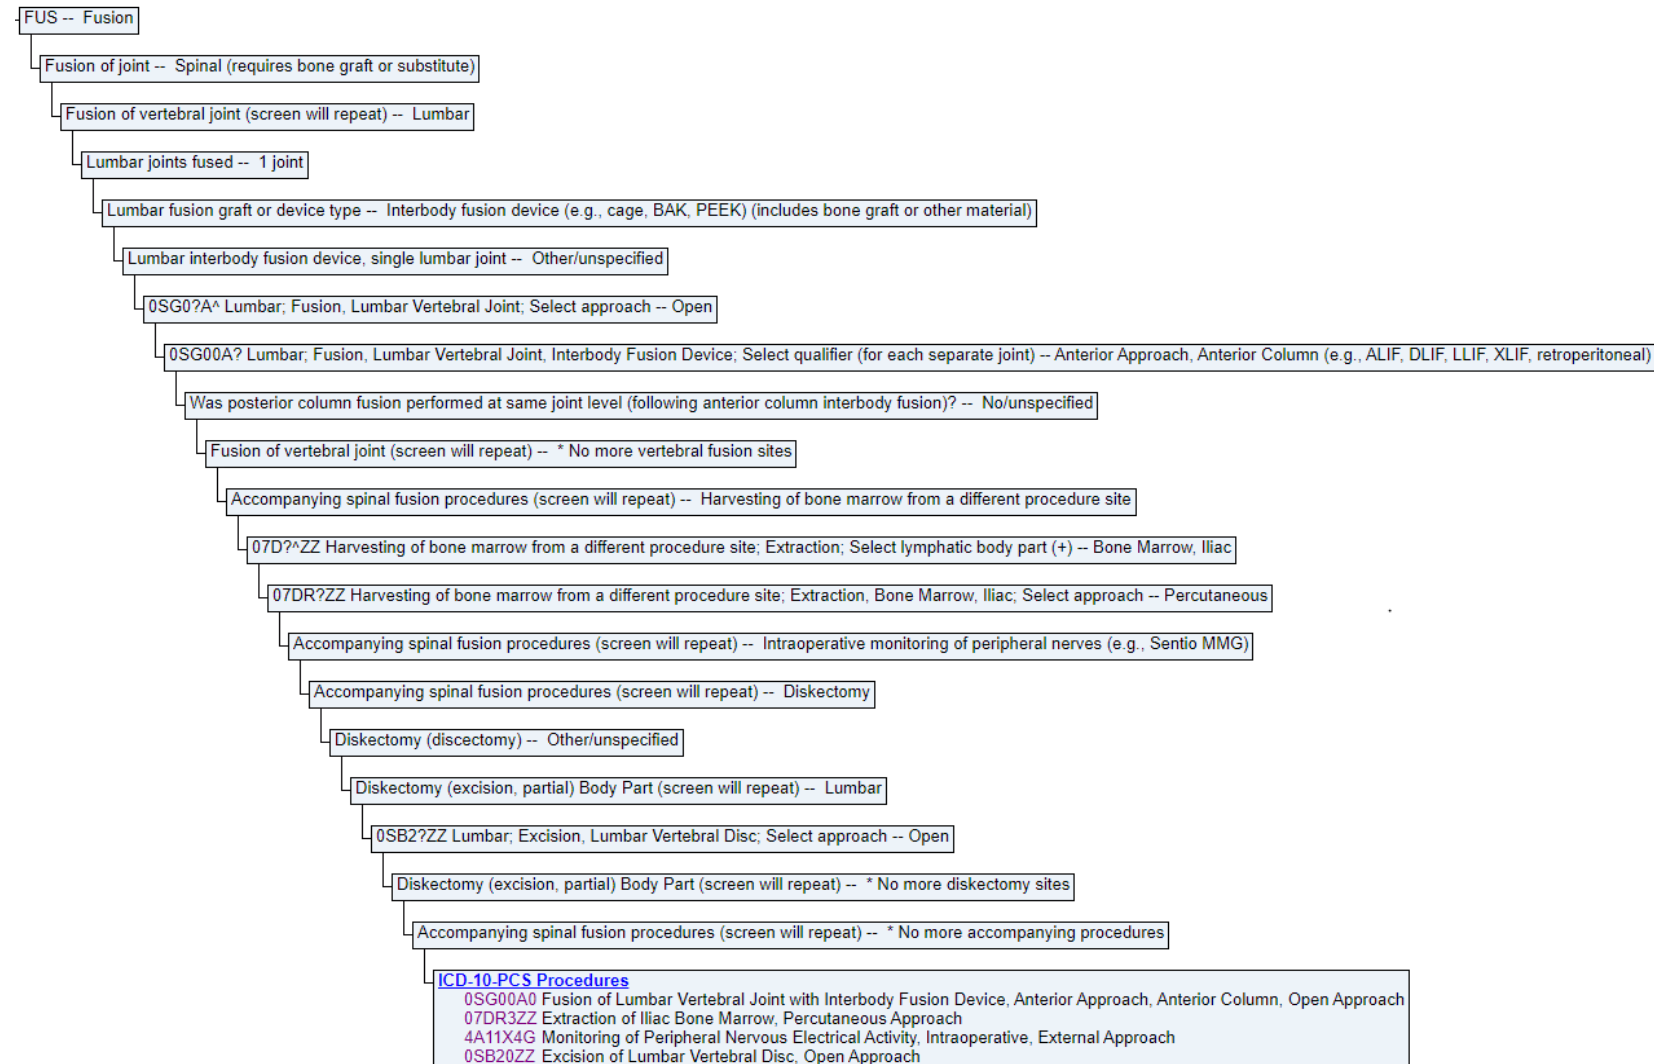 FUS -- Fusion
Fusion of joint -- Spinal (requires bone graft or substitute)
Fusion of vertebral joint (screen will repeat) -- Lumbar
Lumbar joints fused -- 1 joint
Lumbar fusion graft or device type -- Interbody fusion device (e.g., cage, BAK, PEEK) (includes bone graft or other material)
Lumbar interbody fusion device, single lumbar joint -- Other/unspecified
0SG0?A^ Lumbar; Fusion, Lumbar Vertebral Joint; Select approach -- Open
0SG00A? Lumbar; Fusion, Lumbar Vertebral Joint, Interbody Fusion Device; Select qualifier (for each separate joint) -- Anterior Approach, Anterior Column (e.g., ALIF, DLIF, LLIF, XLIF, retroperitoneal)
Was posterior column fusion performed at same joint level (following anterior column interbody fusion)? -- No/unspecified
Fusion of vertebral joint (screen will repeat) -- * No more vertebral fusion sites
Accompanying spinal fusion procedures (screen will repeat) -- Harvesting of bone marrow from a different procedure site
07D?^ZZ Harvesting of bone marrow from a different procedure site; Extraction; Select lymphatic body part (+) -- Bone Marrow, Iliac
07DR?ZZ Harvesting of bone marrow from a different procedure site; Extraction, Bone Marrow, Iliac; Select approach -- Percutaneous
Accompanying spinal fusion procedures (screen will repeat) -- Intraoperative monitoring of peripheral nerves (e.g., Sentio MMG)
Accompanying spinal fusion procedures (screen will repeat) -- Diskectomy
Diskectomy (discectomy) -- Other/unspecified
Diskectomy (excision, partial) Body Part (screen will repeat) -- Lumbar
0SB2?ZZ Lumbar; Excision, Lumbar Vertebral Disc; Select approach -- Open
Diskectomy (excision, partial) Body Part (screen will repeat) -- * No more diskectomy sites
Accompanying spinal fusion procedures (screen will repeat) -- * No more accompanying procedures
ICD-10-PCS Procedures
0SG00A0 Fusion of Lumbar Vertebral Joint with Interbody Fusion Device, Anterior Approach, Anterior Column, Open Approach
07DR3ZZ Extraction of Iliac Bone Marrow, Percutaneous Approach
4A11X4G Monitoring of Peripheral Nervous Electrical Activity, Intraoperative, External Approach
0SB20ZZ Excision of Lumbar Vertebral Disc, Open Approach